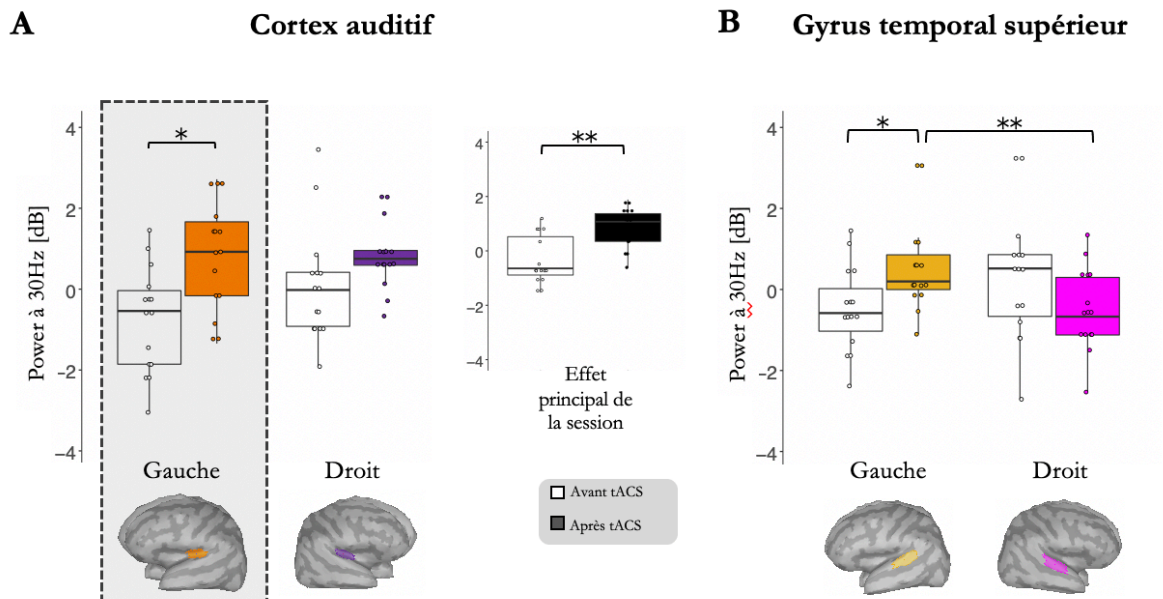 A
Cortex auditif
Power à 30Hz [dB]
4
2
0
−2
−4
*
Gauche
Droit
4
2
0
−2
−4
**
Effet
principal de
la session
Avant tACS
Après tACS
B
Gyrus temporal supérieur
Power à 30Hz [dB]
4
2
0
−2
−4
*
**
Gauche
Droit